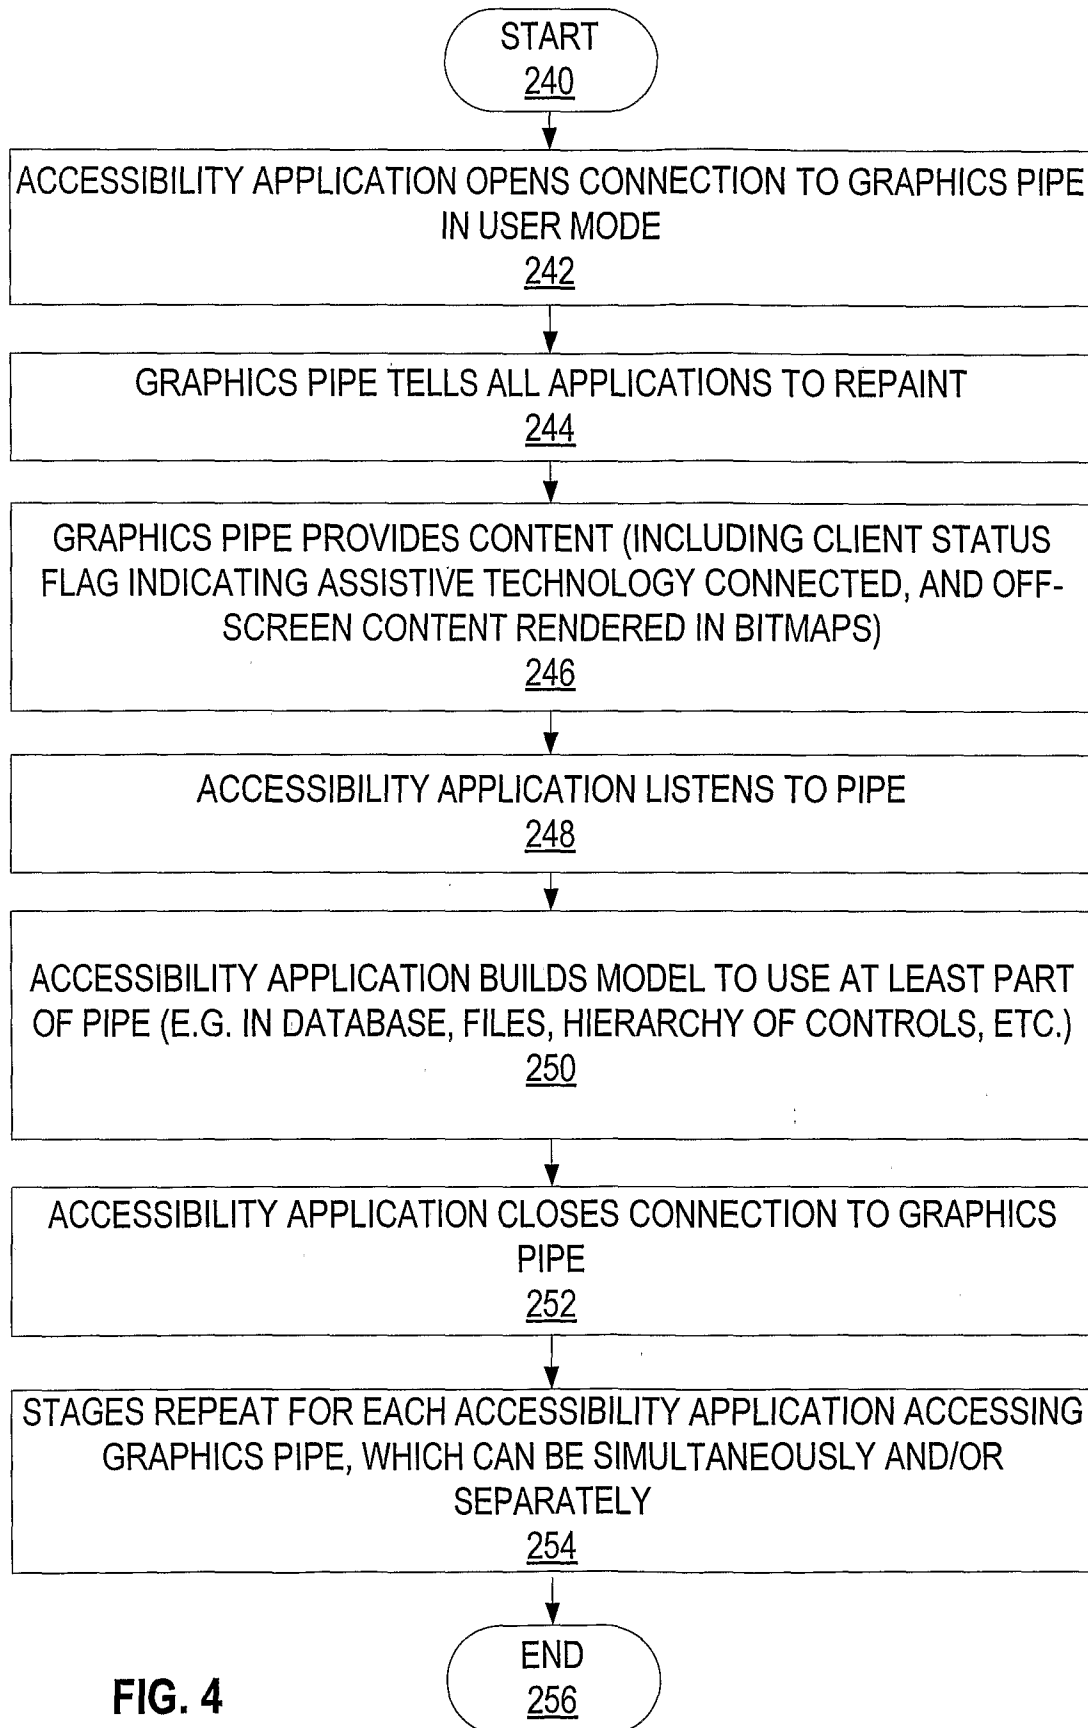 START
240
ACCESSIBILITY APPLICATION OPENS CONNECTION TO GRAPHICS PIPE
IN USER MODE
242
GRAPHICS PIPE TELLS ALL APPLICATIONS TO REPAINT
244
GRAPHICS PIPE PROVIDES CONTENT (INCLUDING CLIENT STATUS
FLAG INDICATING ASSISTIVE TECHNOLOGY CONNECTED, AND OFF-
SCREEN CONTENT RENDERED IN BITMAPS)
246
ACCESSIBILITY APPLICATION LISTENS TO PIPE
248
ACCESSIBILITY APPLICATION BUILDS MODEL TO USE AT LEAST PART
OF PIPE (E.G. IN DATABASE, FILES, HIERARCHY OF CONTROLS, ETC.)
250
ACCESSIBILITY APPLICATION CLOSES CONNECTION TO GRAPHICS
PIPE
252
STAGES REPEAT FOR EACH ACCESSIBILITY APPLICATION ACCESSING
GRAPHICS PIPE, WHICH CAN BE SIMULTANEOUSLY AND/OR
SEPARATELY
254
END
256
FIG. 4